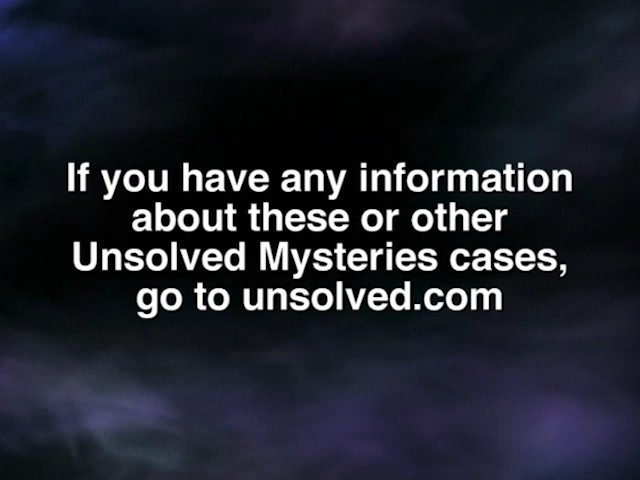 If you have any information
about these or other
Unsolved Mysteries cases,
go to unsolved.com